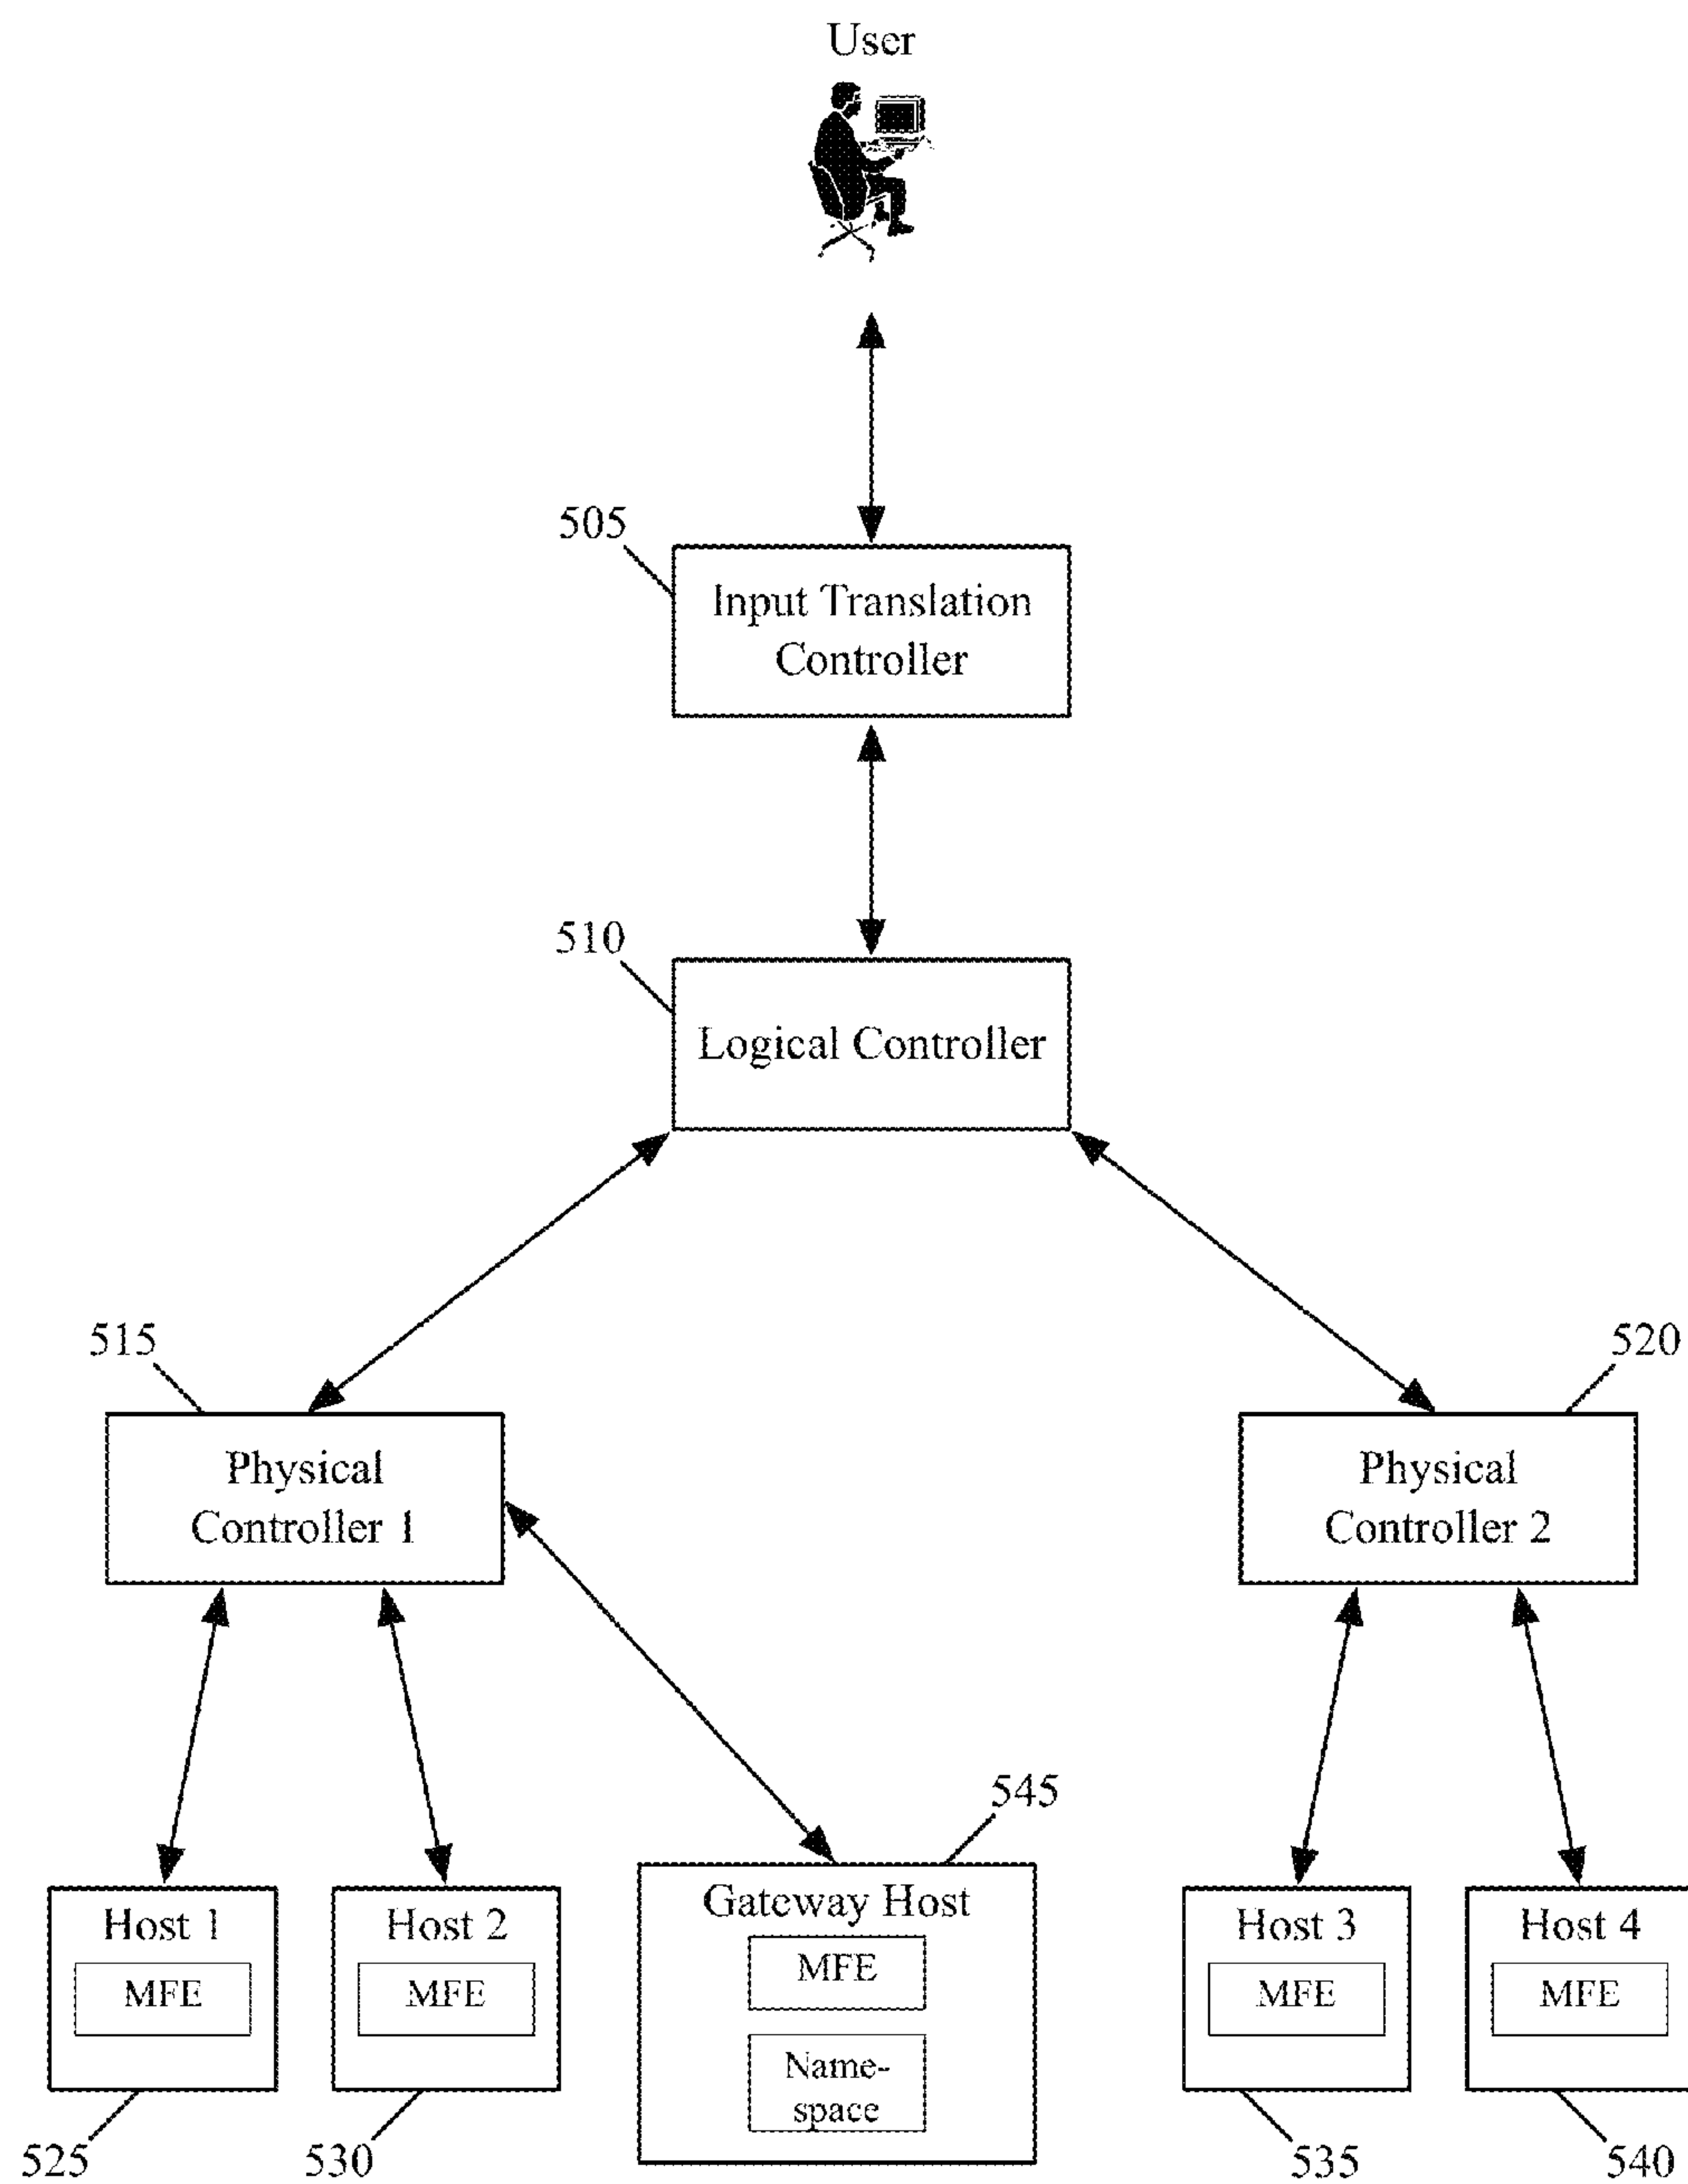 User
505
Input Translation
Controller
510
Logical Controller
515
520
Physical
Controller 1
Physical
Controller 2
545
Host 1
MFE
Host 2
MFE
Gateway Host
MFE
Name-
space
Host 3
MFE
Host 4
MFE
525
530
535
540